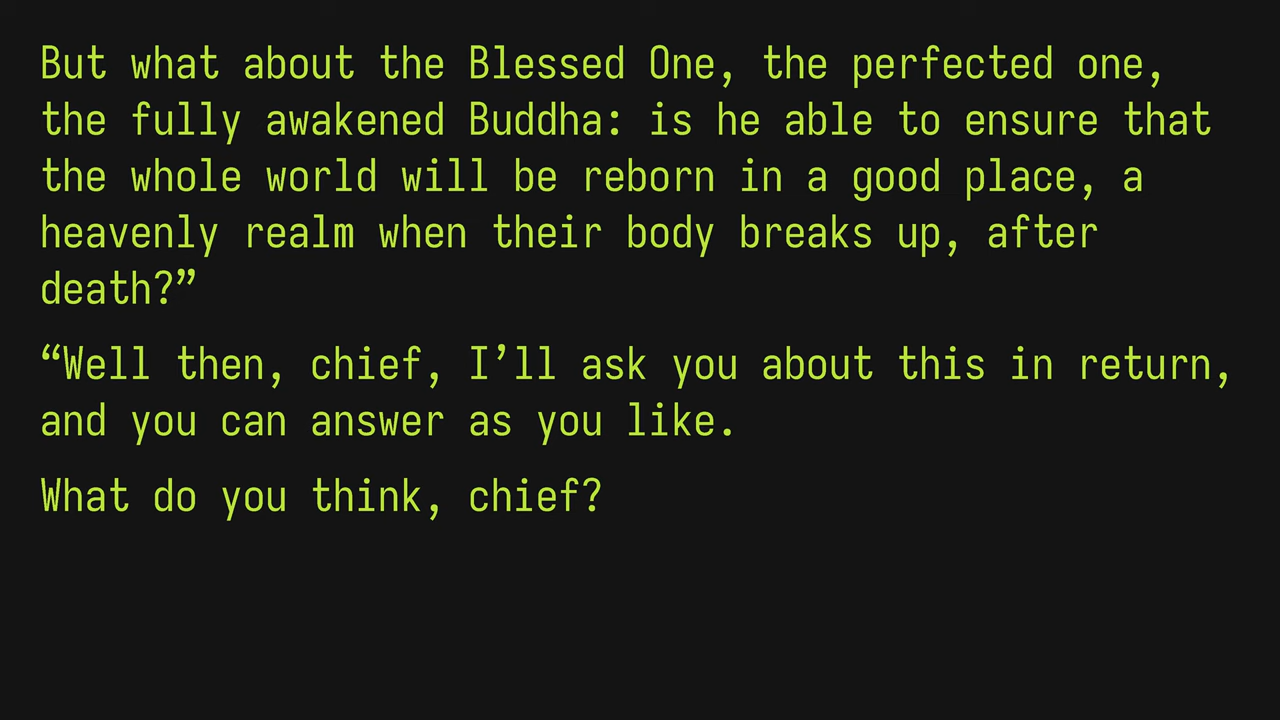 But what about the Blessed One, the perfected one,
the fully awakened Buddha: is he able to ensure that
the whole world will be reborn in a good place, a
heavenly realm when their body breaks up, after
death?”
“Well then, chief, I’ll ask you about this in return,
and you can answer as you like.
What do you think, chief?